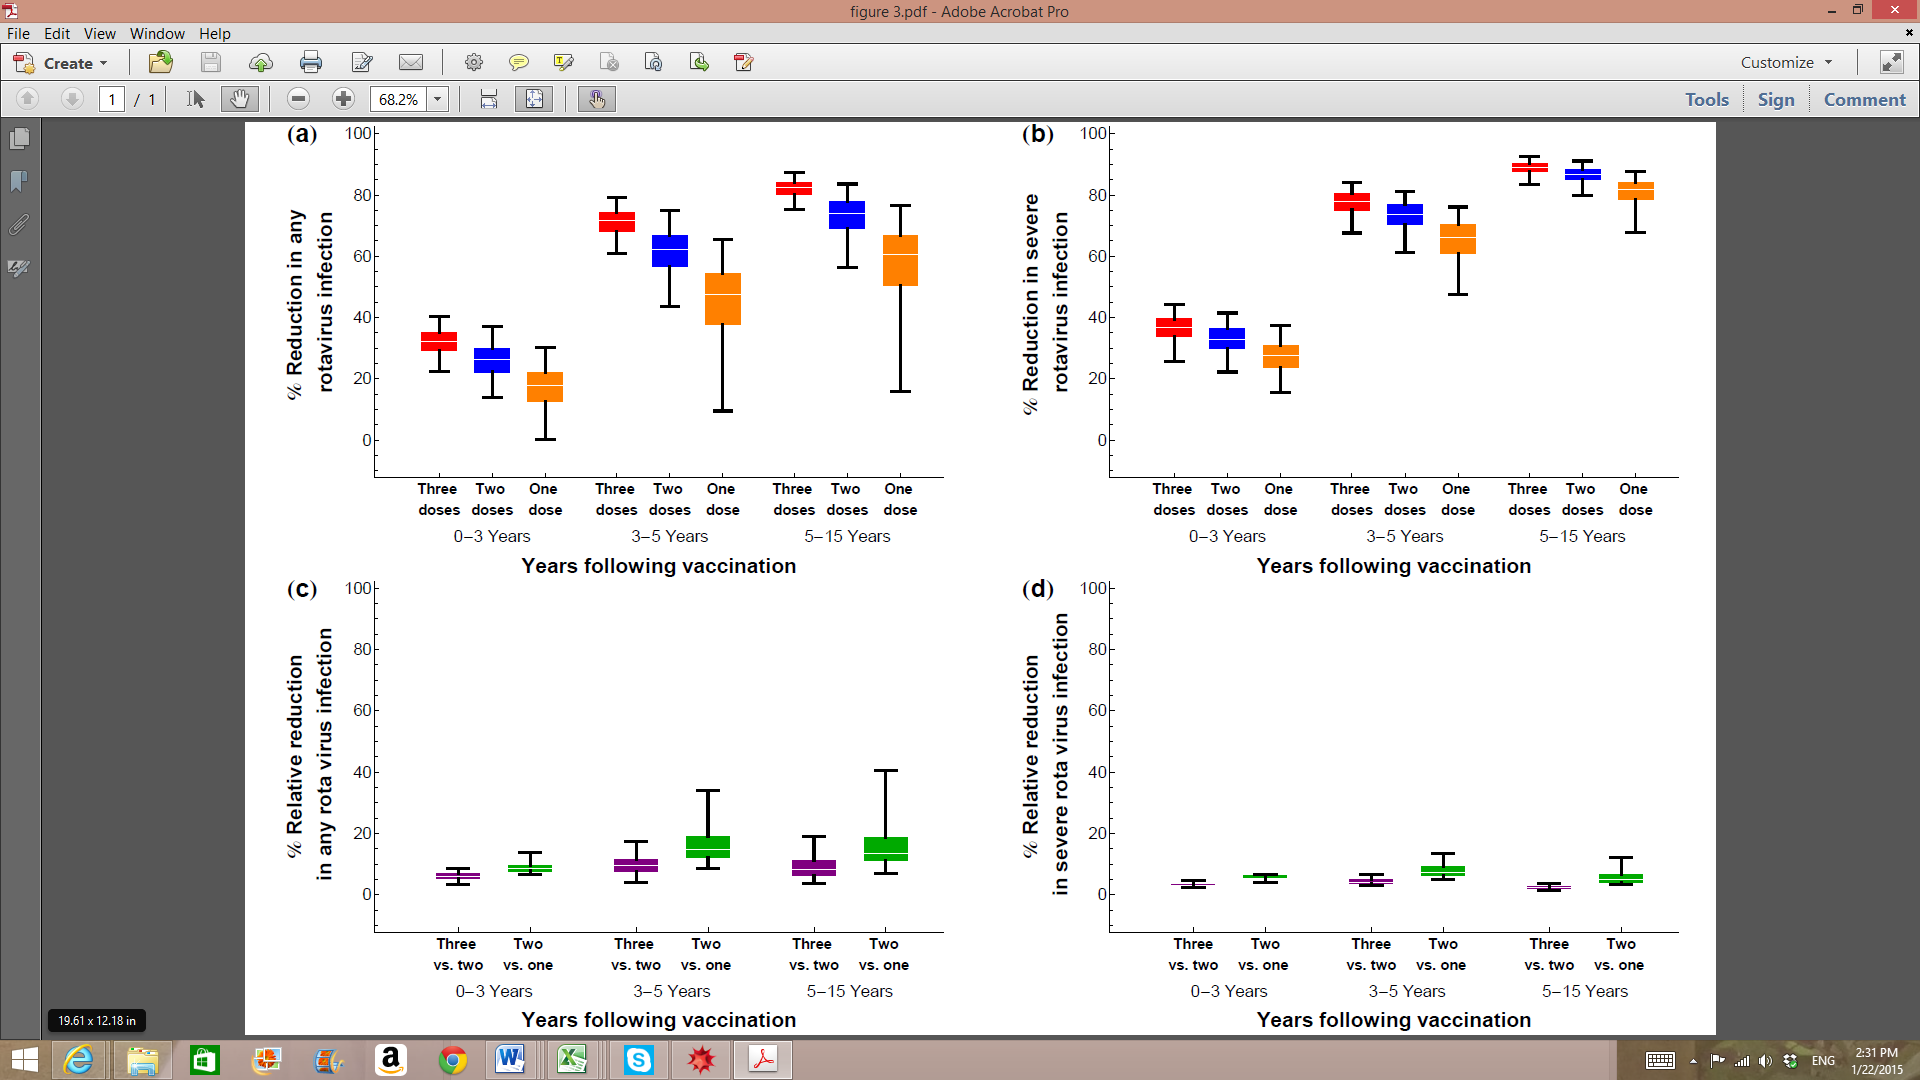 figure 3.pdf - Adobe Acrobat Pro
File Edit View Window Help
Create
Customize
1 / 1
68.2%
Tools Sign Comment
(a)
100
80
60
40
20
0
% Reduction in any
rotavirus infection
Three doses Two doses One dose Three doses Two doses One dose Three doses Two doses One dose
0–3 Years 3–5 Years 5–15 Years
Years following vaccination
(b)
100
80
60
40
20
0
% Reduction in severe
rotavirus infection
Three doses Two doses One dose Three doses Two doses One dose Three doses Two doses One dose
0–3 Years 3–5 Years 5–15 Years
Years following vaccination
(c)
100
80
60
40
20
0
% Relative reduction
in any rota virus infection
Three vs. two Two vs. one Three vs. two Two vs. one Three vs. two Two vs. one
0–3 Years 3–5 Years 5–15 Years
Years following vaccination
(d)
100
80
60
40
20
0
% Relative reduction
in severe rota virus infection
Three vs. two Two vs. one Three vs. two Two vs. one Three vs. two Two vs. one
0–3 Years 3–5 Years 5–15 Years
Years following vaccination
19.61 x 12.18 in
ENG
2:31 PM
1/22/2015